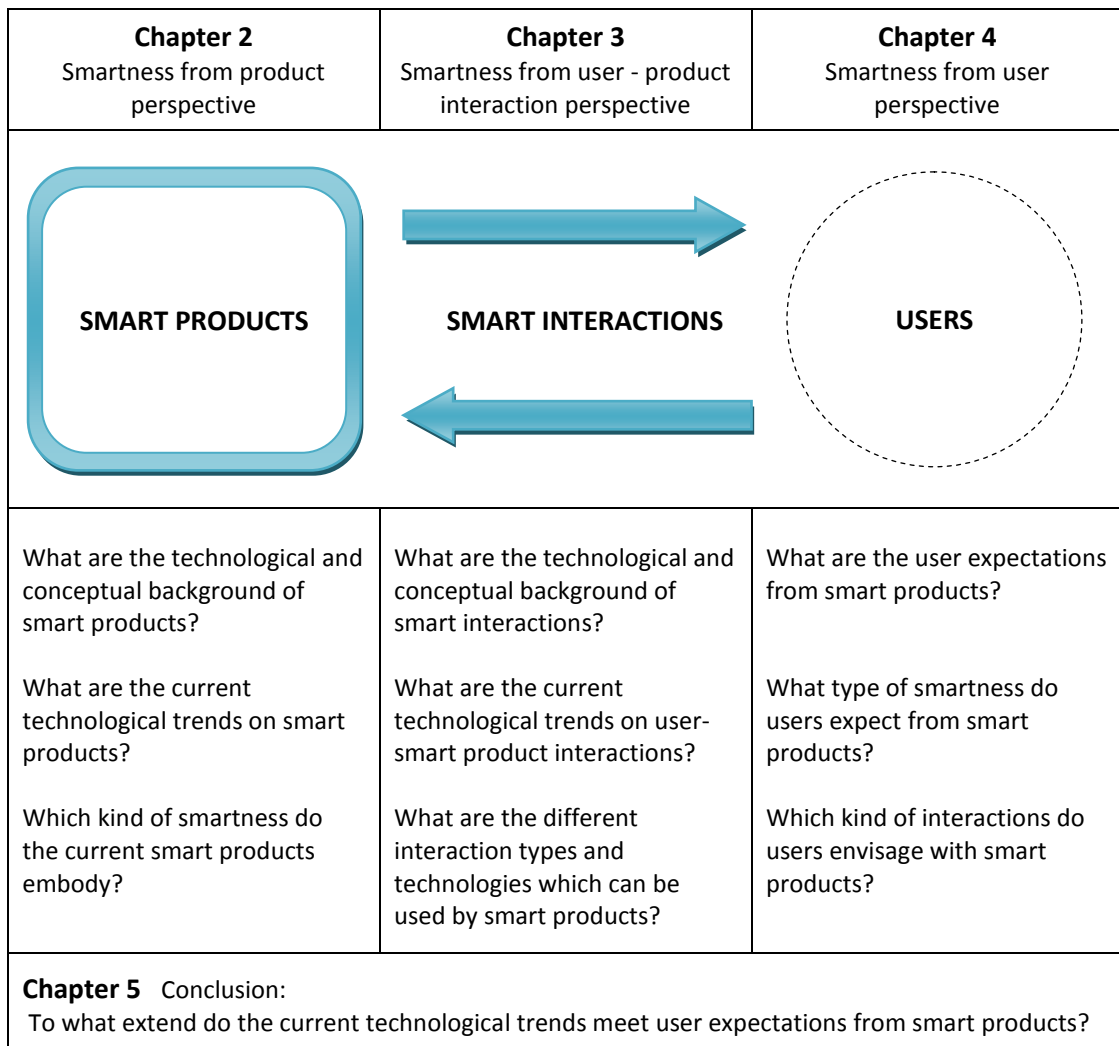 Chapter 2
Smartness from product
perspective
Chapter 3
Smartness from user - product
interaction perspective
Chapter 4
Smartness from user
perspective
SMART PRODUCTS
SMART INTERACTIONS
USERS
What are the technological and
conceptual background of
smart products?
What are the current
technological trends on smart
products?
Which kind of smartness do
the current smart products
embody?
What are the technological and
conceptual background of
smart interactions?
What are the current
technological trends on user-
smart product interactions?
What are the different
interaction types and
technologies which can be
used by smart products?
What are the user expectations
from smart products?
What type of smartness do
users expect from smart
products?
Which kind of interactions do
users envisage with smart
products?
Chapter 5 Conclusion:
To what extend do the current technological trends meet user expectations from smart products?